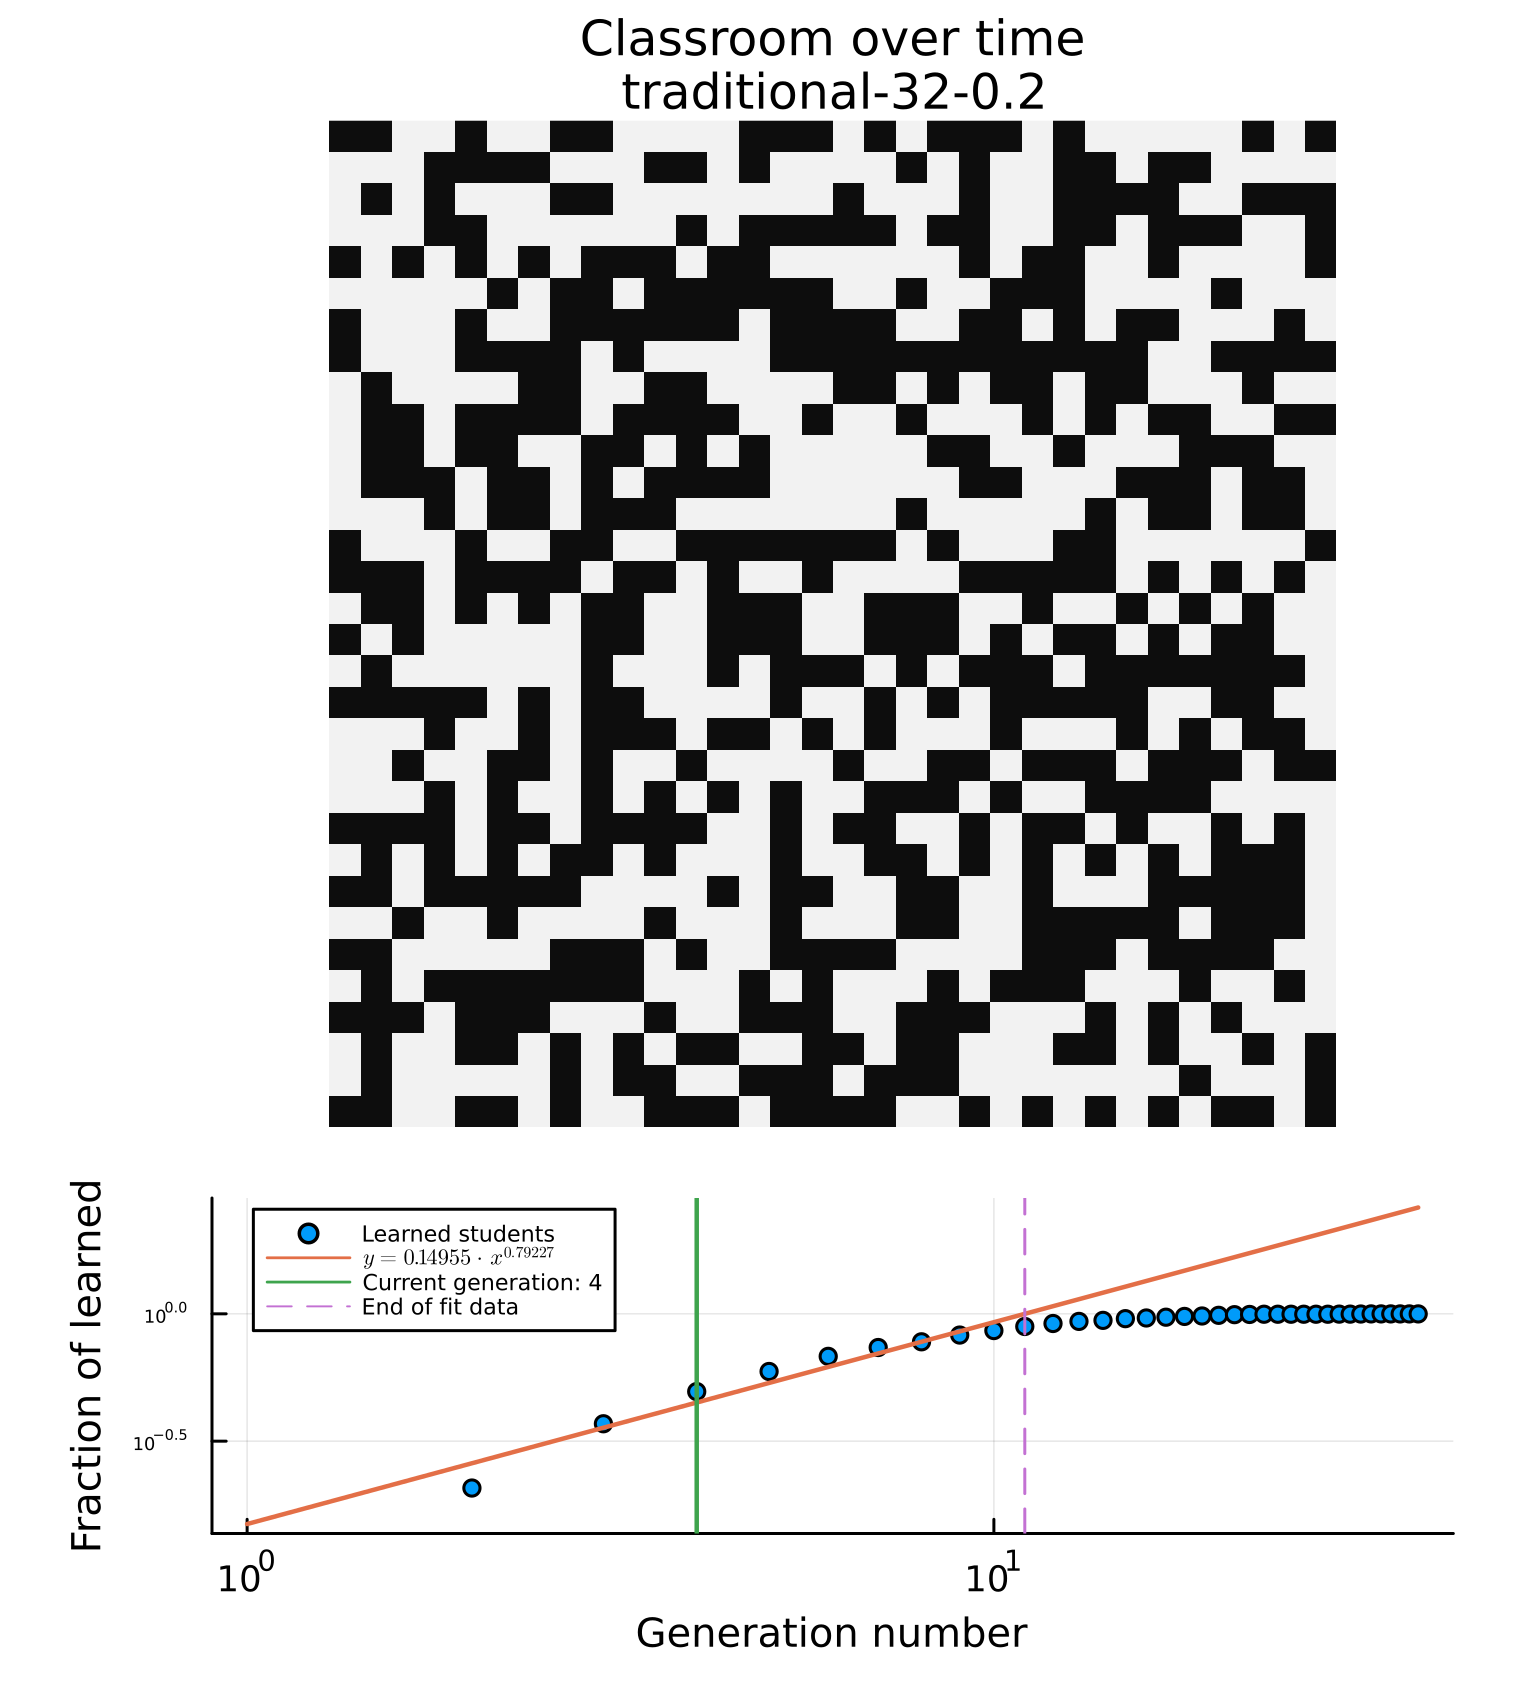 Classroom over time
traditional-32-0.2
Fraction of learned
Learned students
y = 0.14955 · x^0.79227
Current generation: 4
End of fit data
10^0.0
10^−0.5
10^0
10^1
Generation number